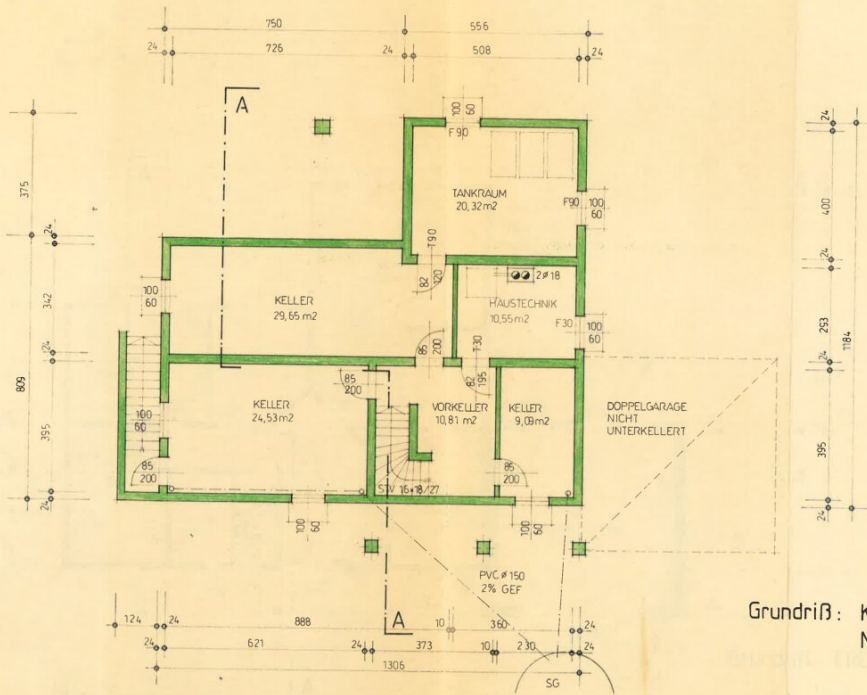 750
556
24
726
24
508
24
A
100
60
F90
TANKRAUM
20,32 m2
F90
100
60
T90
82
120
2ø18
HAUSTECHNIK
10,55 m2
F30
100
60
KELLER
29,65 m2
100
60
85
200
T30
82
195
85
200
KELLER
24,53 m2
VORKELLER
10,81 m2
KELLER
9,09 m2
DOPPELGARAGE
NICHT
UNTERKELLERT
100
60
A
85
200
85
200
STV 16×18/27
100
60
100
60
PVC ø 150
2% GEF
A
SG
375
24
342
24
395
24
809
24
400
24
293
24
395
24
1184
124
24
888
10
360
24
621
24
373
10
230
24
1306
Grundriß: K
N